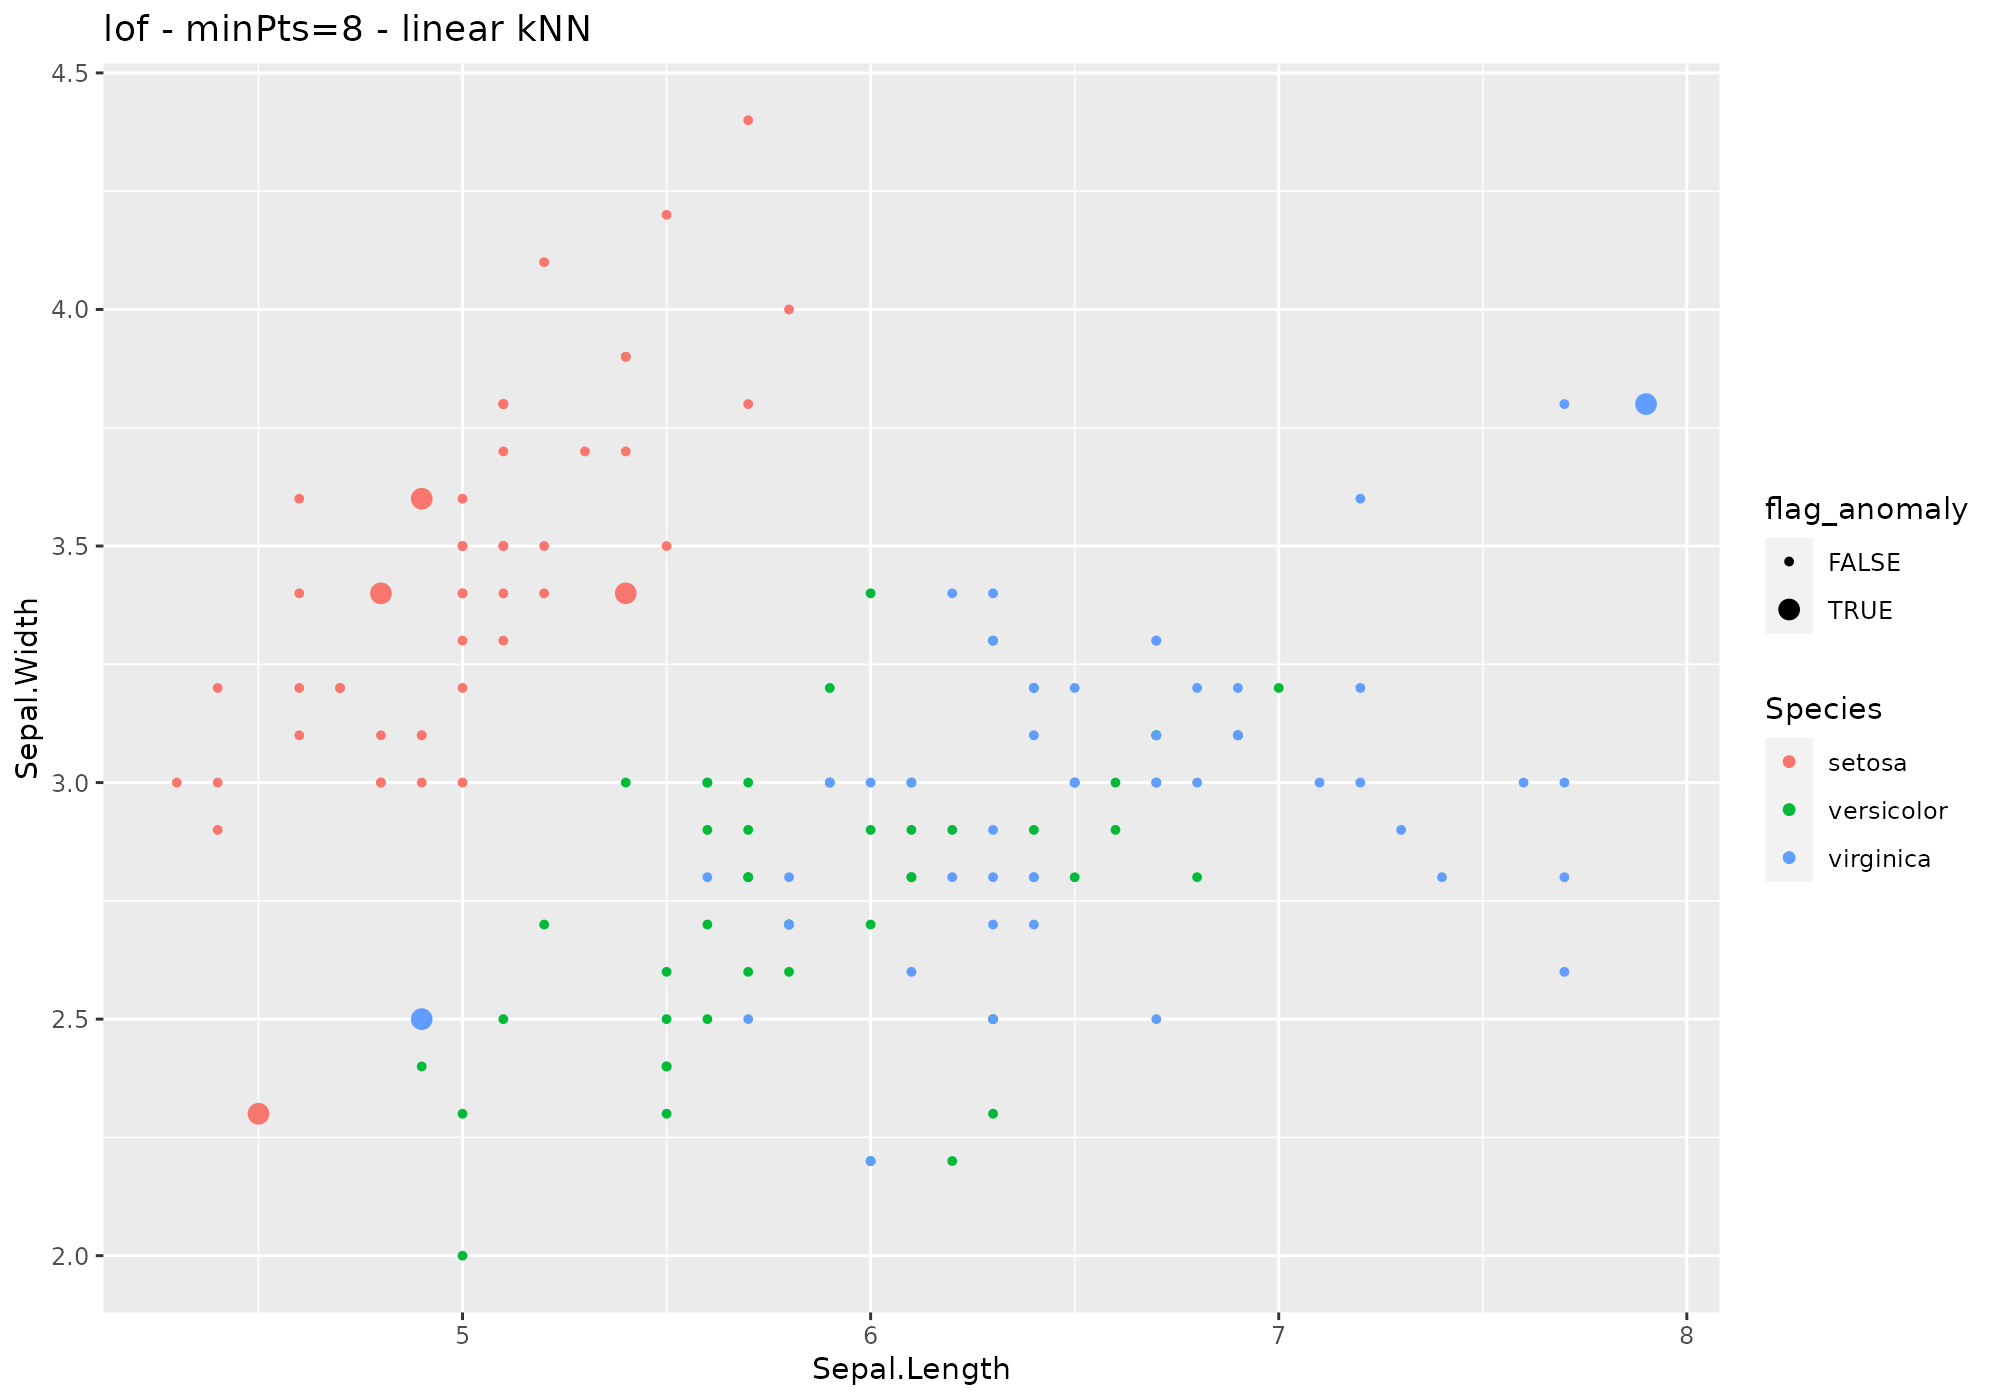 lof - minPts=8 - linear kNN
4.5
4.0
3.5
3.0
2.5
2.0
Sepal.Width
5
6
7
8
Sepal.Length
flag_anomaly
FALSE
TRUE
Species
setosa
versicolor
virginica